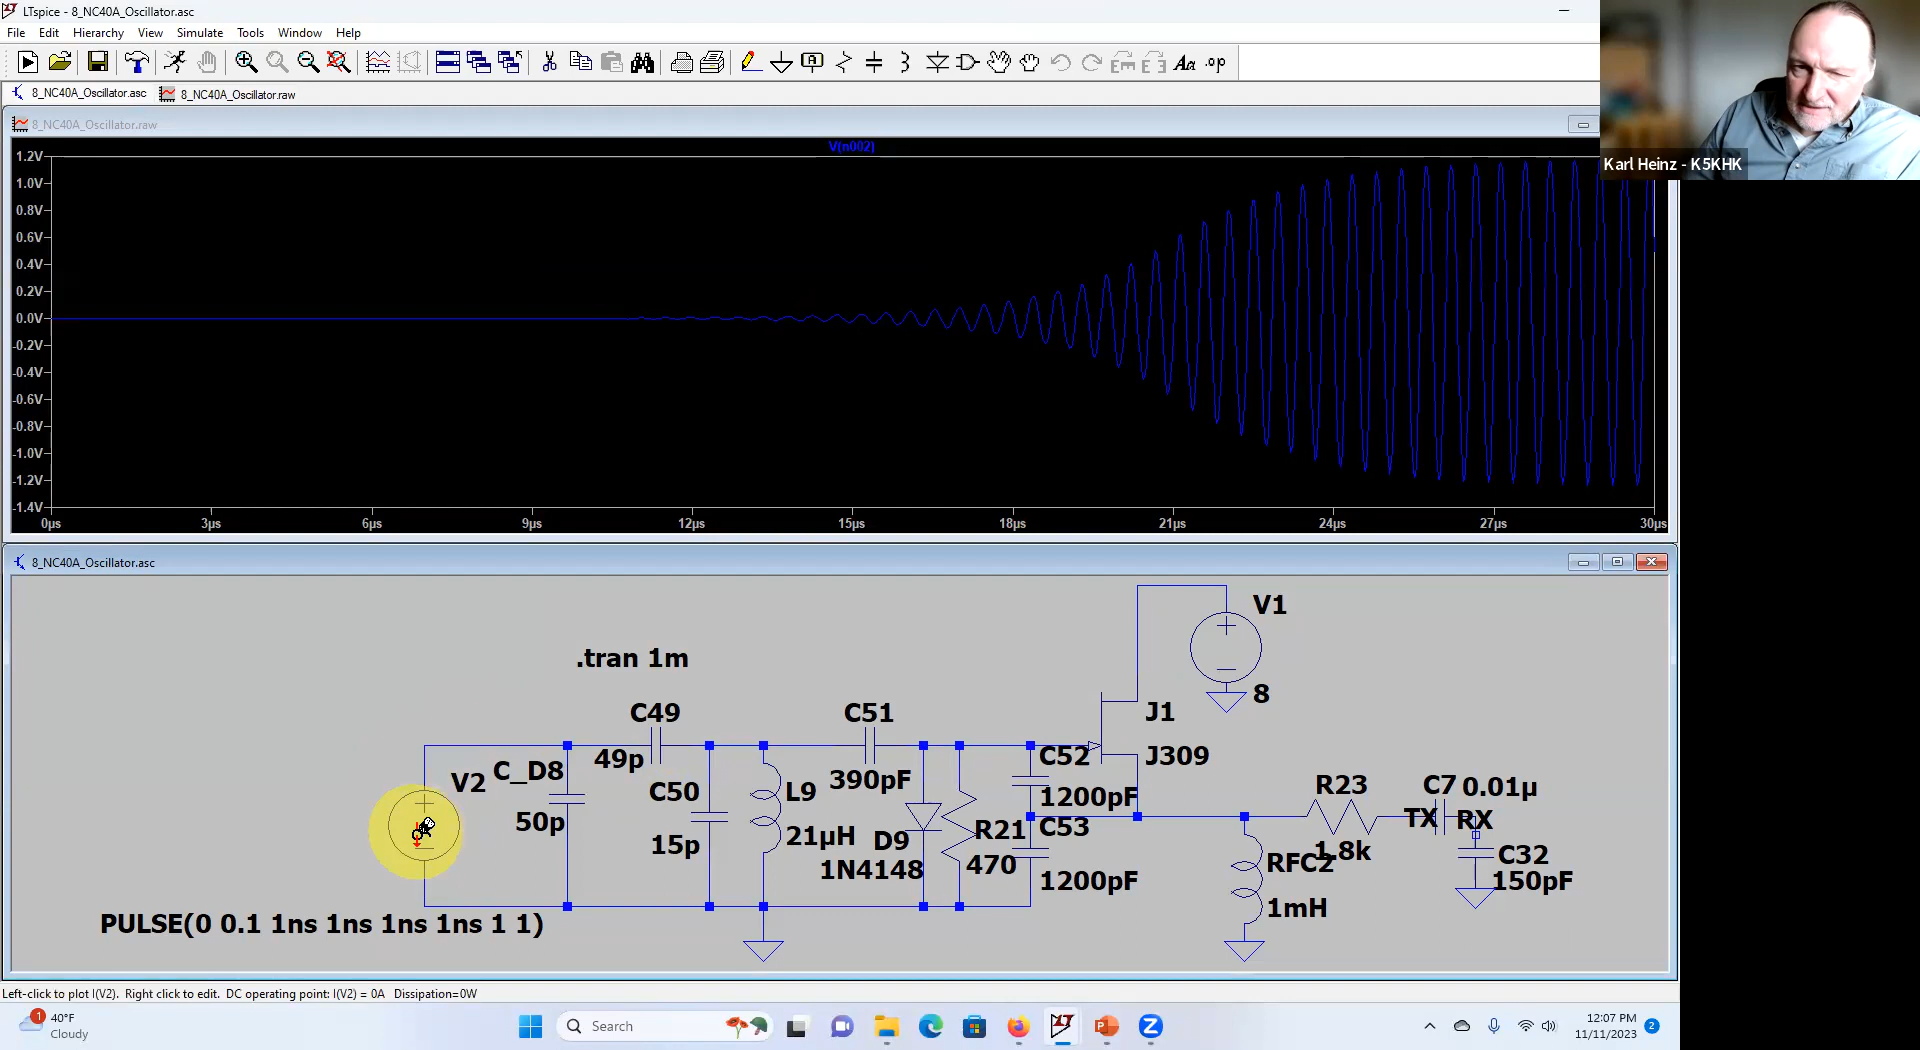 LTspice - 8_NC40A_Oscillator.asc
File Edit Hierarchy View Simulate Tools Window Help
.op
8_NC40A_Oscillator.asc 8_NC40A_Oscillator.raw
8_NC40A_Oscillator.raw
V(n002)
Karl Heinz - K5KHK
1.2V
1.0V
0.8V
0.6V
0.4V
0.2V
0.0V
-0.2V
-0.4V
-0.6V
-0.8V
-1.0V
-1.2V
-1.4V
0µs 3µs 6µs 9µs 12µs 15µs 18µs 21µs 24µs 27µs 30µs
8_NC40A_Oscillator.asc
V1
8
.tran 1m
C49
49p
C51
390pF
J1
J309
V2
C_D8
50p
C50
15p
L9
21µH
D9
1N4148
R21
470
C52
1200pF
C53
1200pF
R23
1.8k
C7
0.01µ
TX
RX
RFC2
1mH
C32
150pF
PULSE(0 0.1 1ns 1ns 1ns 1ns 1 1)
Left-click to plot I(V2). Right click to edit. DC operating point: I(V2) = 0A Dissipation=0W
1
40°F
Cloudy
Search
12:07 PM
11/11/2023
2